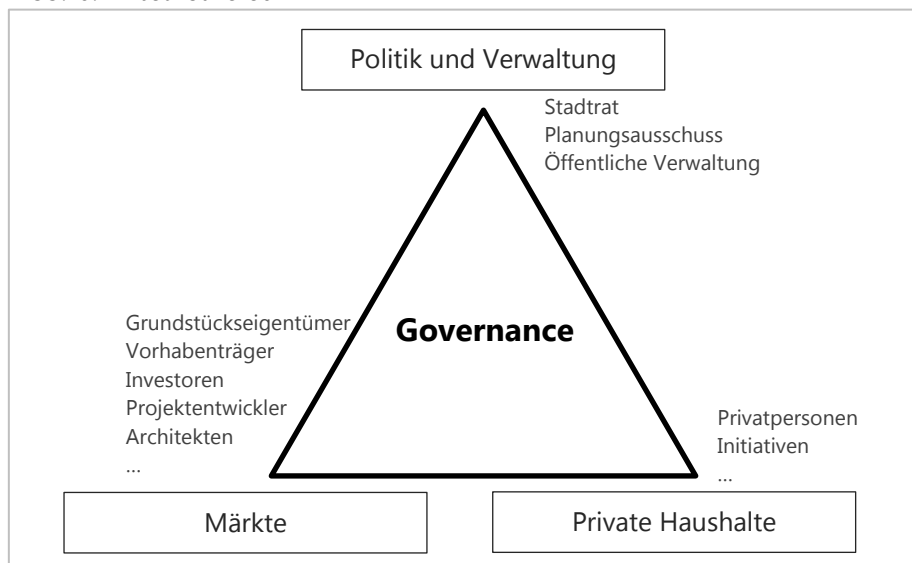 Politik und Verwaltung
Stadtrat
Planungsausschuss
Öffentliche Verwaltung
Grundstückseigentümer
Vorhabenträger
Investoren
Projektentwickler
Architekten
...
Governance
Privatpersonen
Initiativen
...
Märkte
Private Haushalte